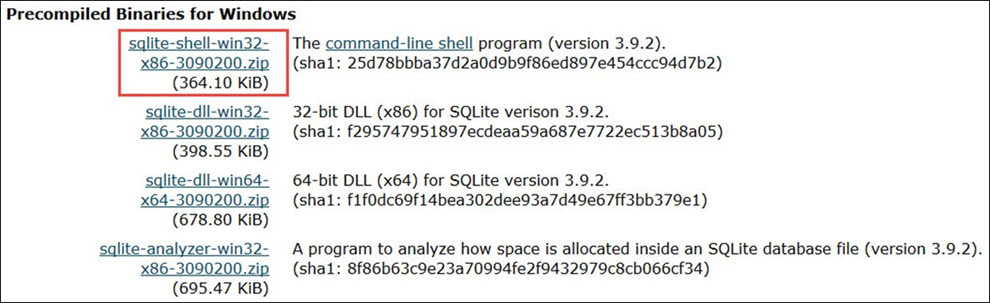 Precompiled Binaries for Windows
sqlite-shell-win32-
x86-3090200.zip
(364.10 KiB)
The command-line shell program (version 3.9.2).
(sha1: 25d78bbba37d2a0d9b9f86ed897e454ccc94d7b2)
sqlite-dll-win32-
x86-3090200.zip
(398.55 KiB)
32-bit DLL (x86) for SQLite verison 3.9.2.
(sha1: f295747951897ecdeaa59a687e7722ec513b8a05)
sqlite-dll-win64-
x64-3090200.zip
(678.80 KiB)
64-bit DLL (x64) for SQLite version 3.9.2.
(sha1: f1f0dc69f14bea302dee93a7d49e67ff3bb379e1)
sqlite-analyzer-win32-
x86-3090200.zip
(695.47 KiB)
A program to analyze how space is allocated inside an SQLite database file (version 3.9.2).
(sha1: 8f86b63c9e23a70994fe2f9432979c8cb066cf34)